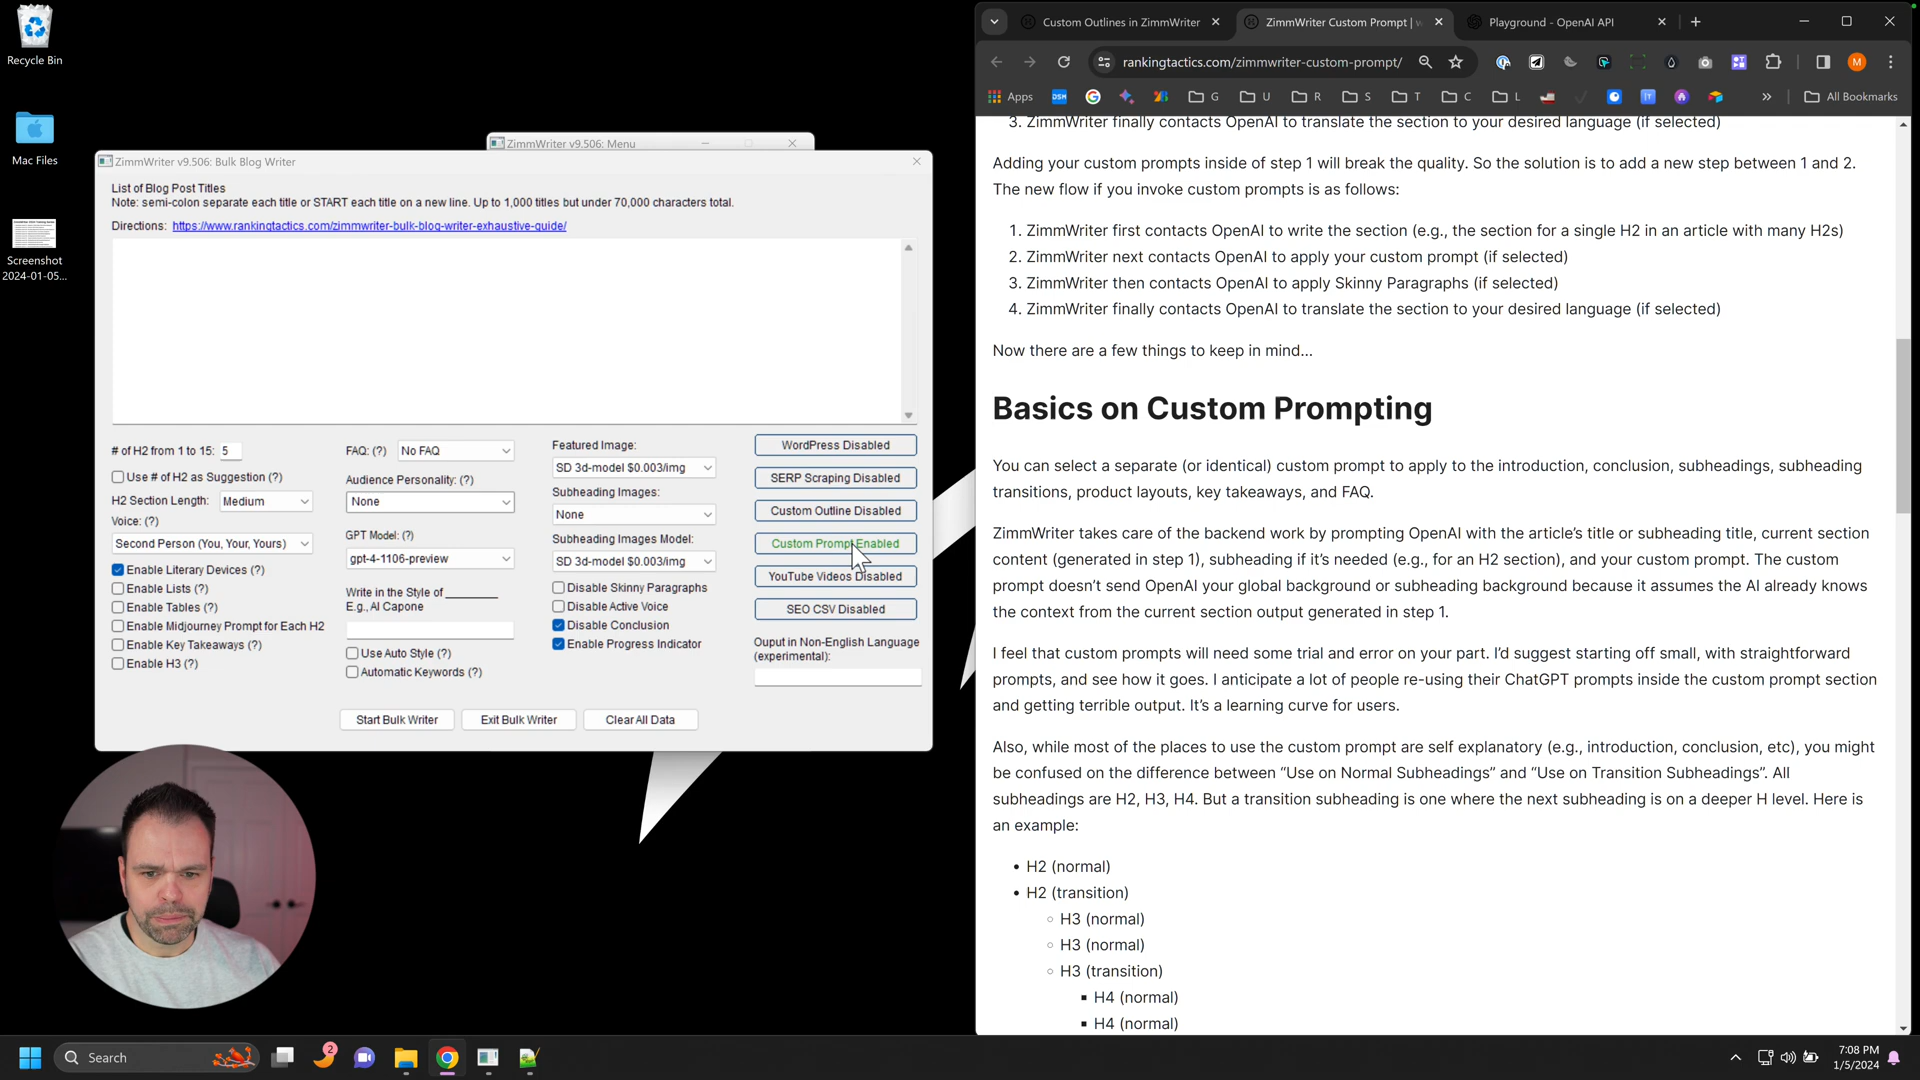 Recycle Bin
Mac Files
Screenshot
2024-01-05...
ZimmWriter v9.506: Menu
ZimmWriter v9.506: Bulk Blog Writer
List of Blog Post Titles
Note: semi-colon separate each title or START each title on a new line. Up to 1,000 titles but under 70,000 characters total.
Directions: https://www.rankingtactics.com/zimmwriter-bulk-blog-writer-exhaustive-guide/
# of H2 from 1 to 15: 5
Use # of H2 as Suggestion (?)
H2 Section Length: Medium
Voice: (?)
Second Person (You, Your, Yours)
Enable Literary Devices (?)
Enable Lists (?)
Enable Tables (?)
Enable Midjourney Prompt for Each H2
Enable Key Takeaways (?)
Enable H3 (?)
FAQ: (?) No FAQ
Audience Personality: (?)
None
GPT Model: (?)
gpt-4-1106-preview
Write in the Style of ________
E.g., Al Capone
Use Auto Style (?)
Automatic Keywords (?)
Featured Image:
SD 3d-model $0.003/img
Subheading Images:
None
Subheading Images Model:
SD 3d-model $0.003/img
Disable Skinny Paragraphs
Disable Active Voice
Disable Conclusion
Enable Progress Indicator
WordPress Disabled
SERP Scraping Disabled
Custom Outline Disabled
Custom Prompt Enabled
YouTube Videos Disabled
SEO CSV Disabled
Ouput in Non-English Language
(experimental):
Start Bulk Writer
Exit Bulk Writer
Clear All Data
Custom Outlines in ZimmWriter
ZimmWriter Custom Prompt | w
Playground - OpenAI API
rankingtactics.com/zimmwriter-custom-prompt/
M
Apps
DSM
G
U
R
S
T
C
L
All Bookmarks
3. ZimmWriter finally contacts OpenAI to translate the section to your desired language (if selected)
Adding your custom prompts inside of step 1 will break the quality. So the solution is to add a new step between 1 and 2.
The new flow if you invoke custom prompts is as follows:
1. ZimmWriter first contacts OpenAI to write the section (e.g., the section for a single H2 in an article with many H2s)
2. ZimmWriter next contacts OpenAI to apply your custom prompt (if selected)
3. ZimmWriter then contacts OpenAI to apply Skinny Paragraphs (if selected)
4. ZimmWriter finally contacts OpenAI to translate the section to your desired language (if selected)
Now there are a few things to keep in mind...
Basics on Custom Prompting
You can select a separate (or identical) custom prompt to apply to the introduction, conclusion, subheadings, subheading
transitions, product layouts, key takeaways, and FAQ.
ZimmWriter takes care of the backend work by prompting OpenAI with the article's title or subheading title, current section
content (generated in step 1), subheading if it's needed (e.g., for an H2 section), and your custom prompt. The custom
prompt doesn't send OpenAI your global background or subheading background because it assumes the AI already knows
the context from the current section output generated in step 1.
I feel that custom prompts will need some trial and error on your part. I'd suggest starting off small, with straightforward
prompts, and see how it goes. I anticipate a lot of people re-using their ChatGPT prompts inside the custom prompt section
and getting terrible output. It's a learning curve for users.
Also, while most of the places to use the custom prompt are self explanatory (e.g., introduction, conclusion, etc), you might
be confused on the difference between “Use on Normal Subheadings” and “Use on Transition Subheadings”. All
subheadings are H2, H3, H4. But a transition subheading is one where the next subheading is on a deeper H level. Here is
an example:
• H2 (normal)
• H2 (transition)
◦ H3 (normal)
◦ H3 (normal)
◦ H3 (transition)
▪ H4 (normal)
▪ H4 (normal)
Search
2
7:08 PM
1/5/2024